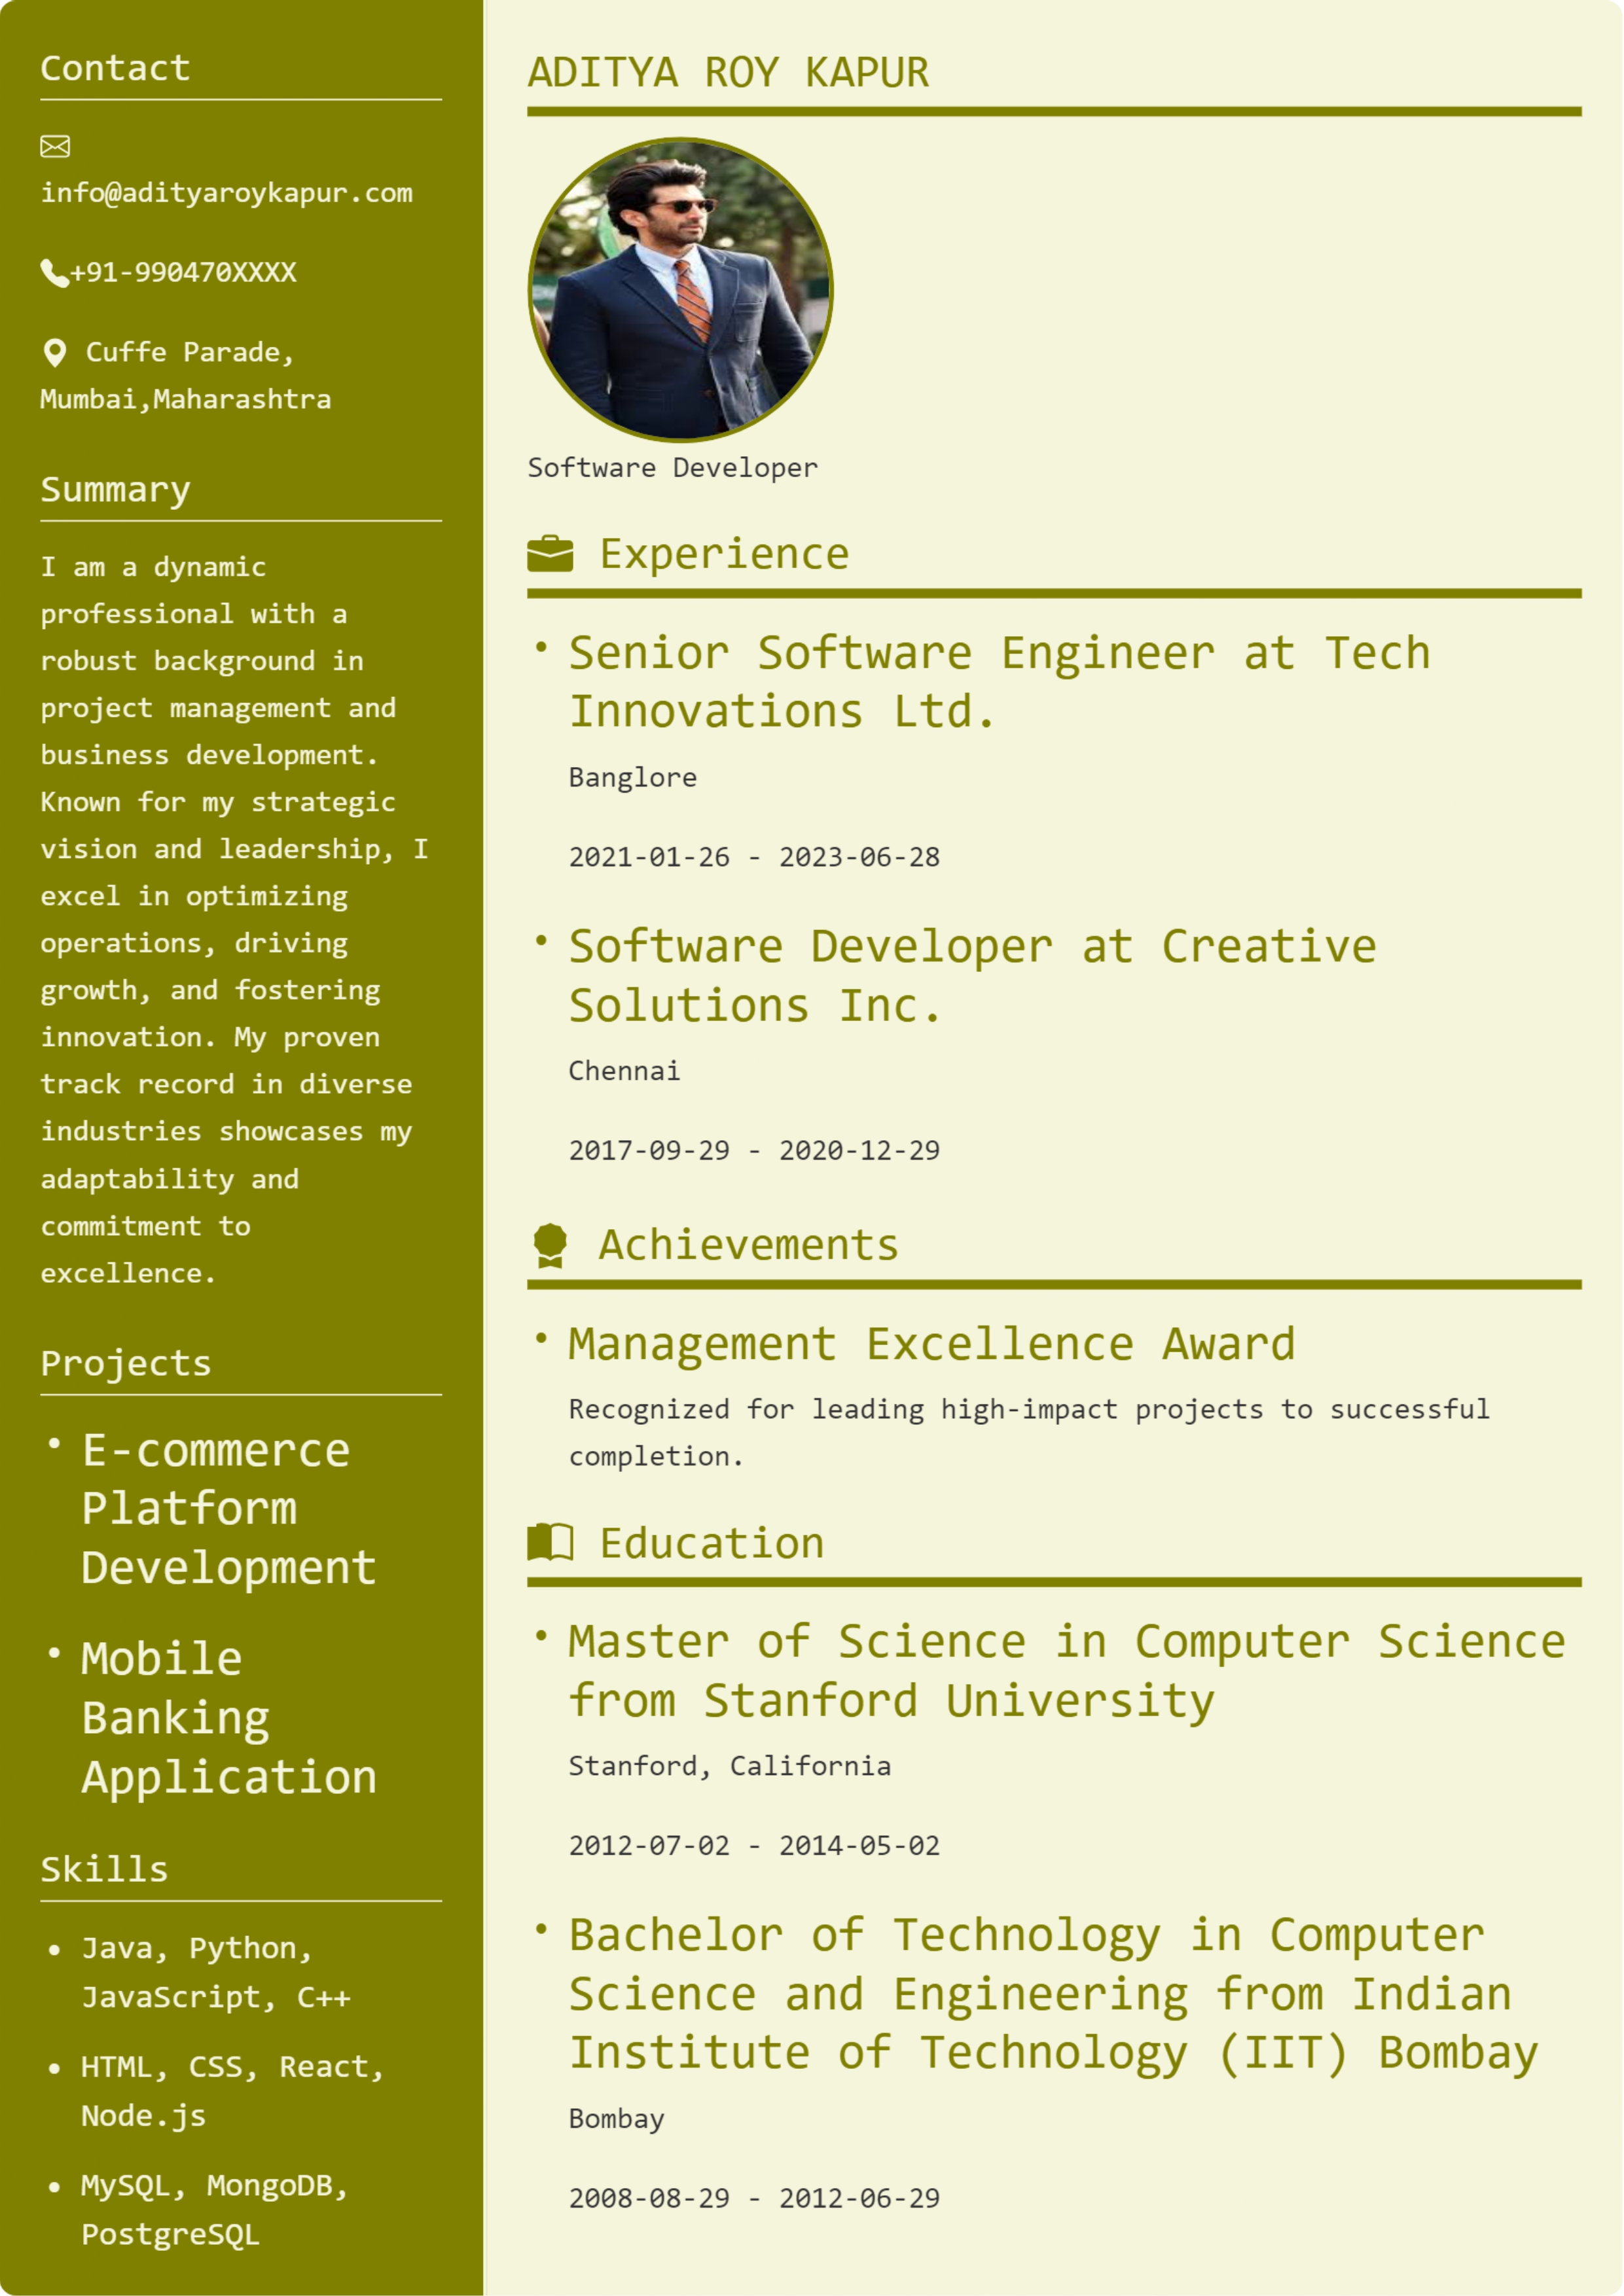 Contact
info@adityaroykapur.com
+91-990470XXXX
Cuffe Parade,
Mumbai,Maharashtra
Summary
I am a dynamic
professional with a
robust background in
project management and
business development.
Known for my strategic
vision and leadership, I
excel in optimizing
operations, driving
growth, and fostering
innovation. My proven
track record in diverse
industries showcases my
adaptability and
commitment to
excellence.
Projects
• E-commerce
Platform
Development
• Mobile
Banking
Application
Skills
• Java, Python,
JavaScript, C++
• HTML, CSS, React,
Node.js
• MySQL, MongoDB,
PostgreSQL
ADITYA ROY KAPUR
Software Developer
Experience
• Senior Software Engineer at Tech
Innovations Ltd.
Banglore
2021-01-26 - 2023-06-28
• Software Developer at Creative
Solutions Inc.
Chennai
2017-09-29 - 2020-12-29
Achievements
• Management Excellence Award
Recognized for leading high-impact projects to successful
completion.
Education
• Master of Science in Computer Science
from Stanford University
Stanford, California
2012-07-02 - 2014-05-02
• Bachelor of Technology in Computer
Science and Engineering from Indian
Institute of Technology (IIT) Bombay
Bombay
2008-08-29 - 2012-06-29